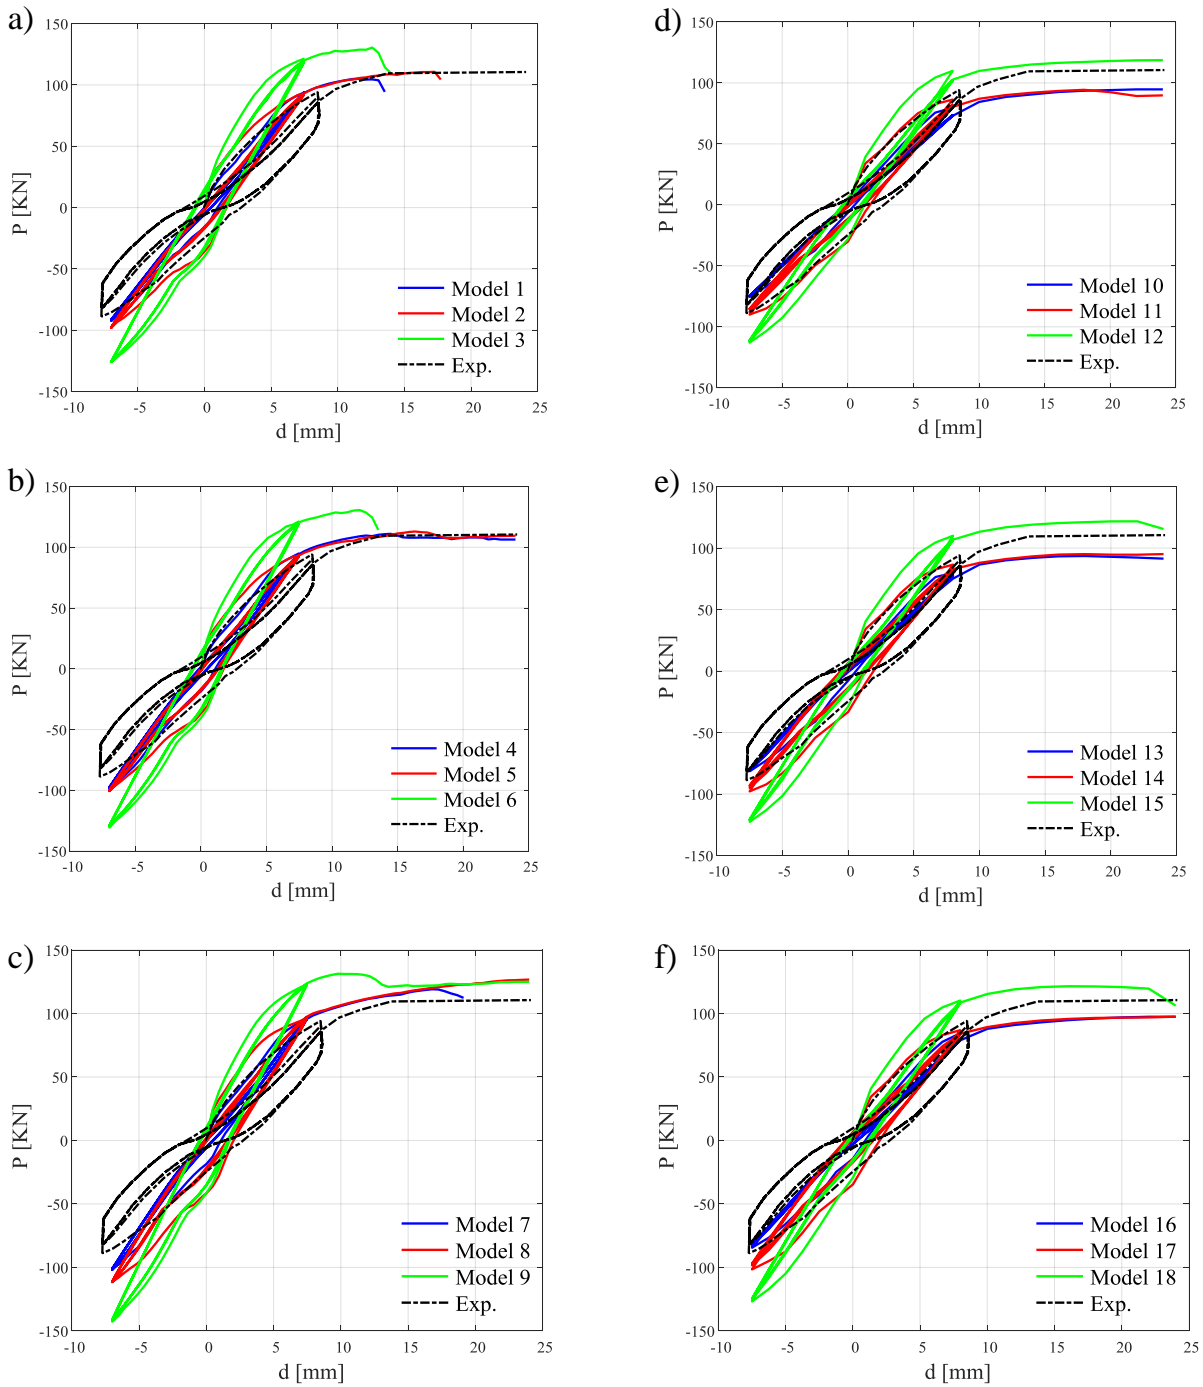 a)
150
100
50
0
-50
-100
-150
P [KN]
Model 1
Model 2
Model 3
Exp.
-10 -5 0 5 10 15 20 25
d [mm]
d)
150
100
50
0
-50
-100
-150
P [KN]
Model 10
Model 11
Model 12
Exp.
-10 -5 0 5 10 15 20 25
d [mm]
b)
150
100
50
0
-50
-100
-150
P [KN]
Model 4
Model 5
Model 6
Exp.
-10 -5 0 5 10 15 20 25
d [mm]
e)
150
100
50
0
-50
-100
-150
P [KN]
Model 13
Model 14
Model 15
Exp.
-10 -5 0 5 10 15 20 25
d [mm]
c)
150
100
50
0
-50
-100
-150
P [KN]
Model 7
Model 8
Model 9
Exp.
-10 -5 0 5 10 15 20 25
d [mm]
f)
150
100
50
0
-50
-100
-150
P [KN]
Model 16
Model 17
Model 18
Exp.
-10 -5 0 5 10 15 20 25
d [mm]